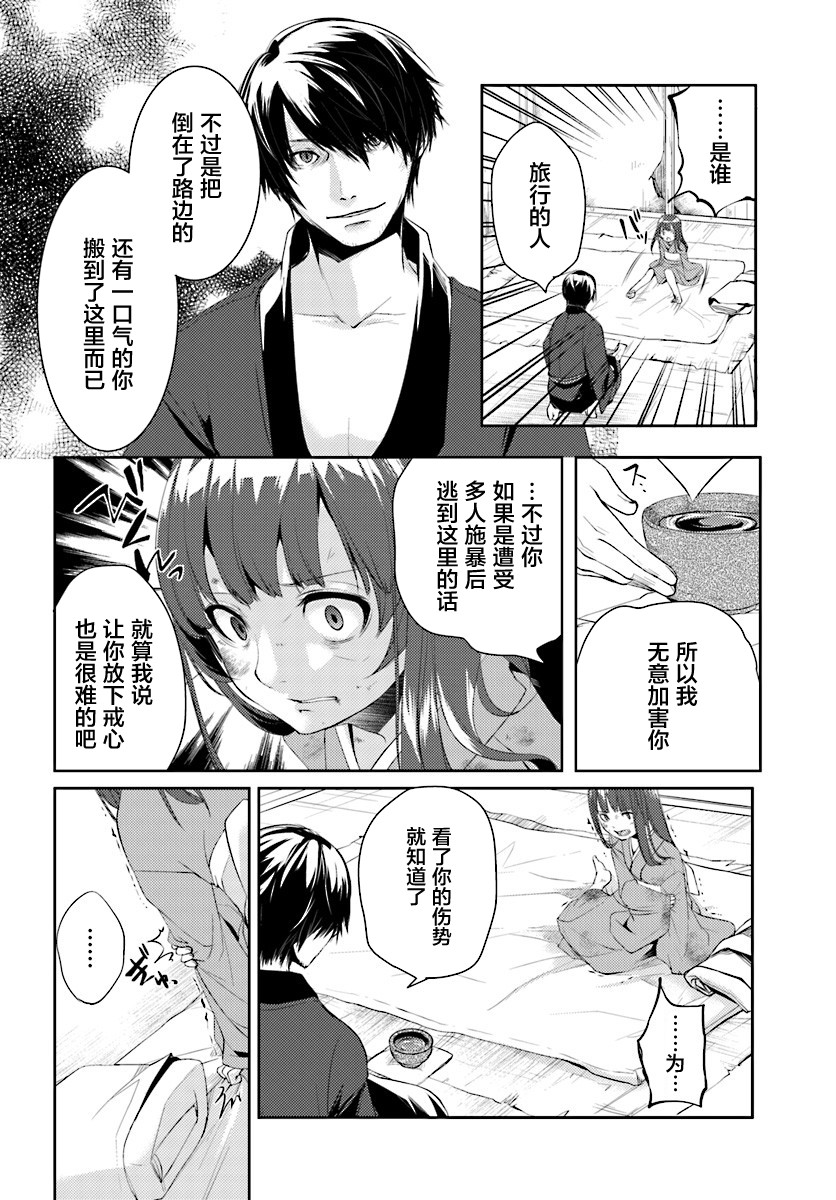 ……是谁
旅行的人
不过是把
倒在了路边的
还有一口气的你
搬到了这里而已
所以我
无意加害你
…不过你
如果是遭受
多人施暴后
逃到这里的话
就算我说
让你放下戒心
也是很难的吧
……为…
看了你的伤势
就知道了
……
ぎゅ